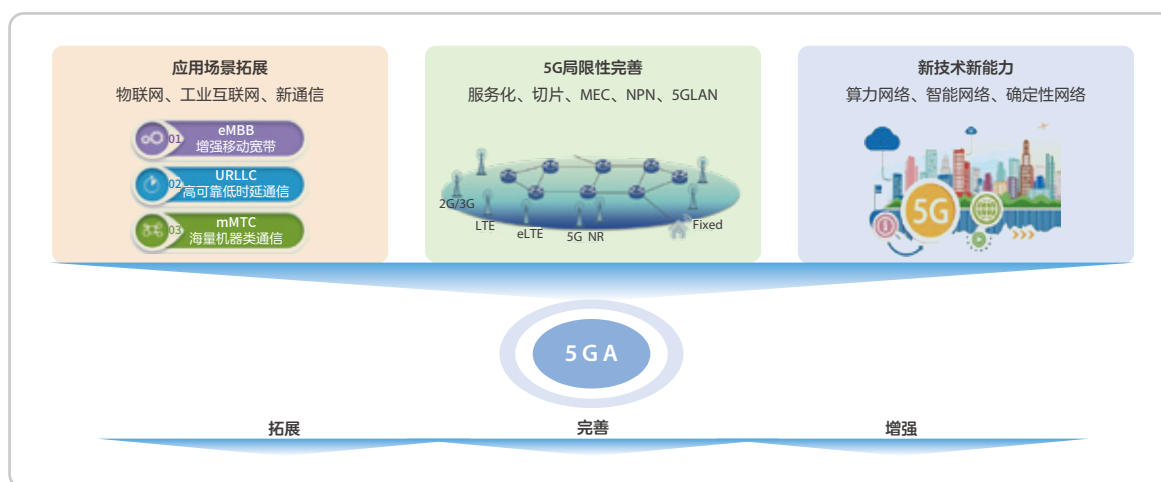 应用场景拓展
物联网、工业互联网、新通信
01 eMBB
增强移动宽带
02 URLLC
高可靠低时延通信
03 mMTC
海量机器类通信
5G局限性完善
服务化、切片、MEC、NPN、5GLAN
2G/3G
LTE
eLTE
5G NR
Fixed
新技术新能力
算力网络、智能网络、确定性网络
5G
5GA
拓展
完善
增强